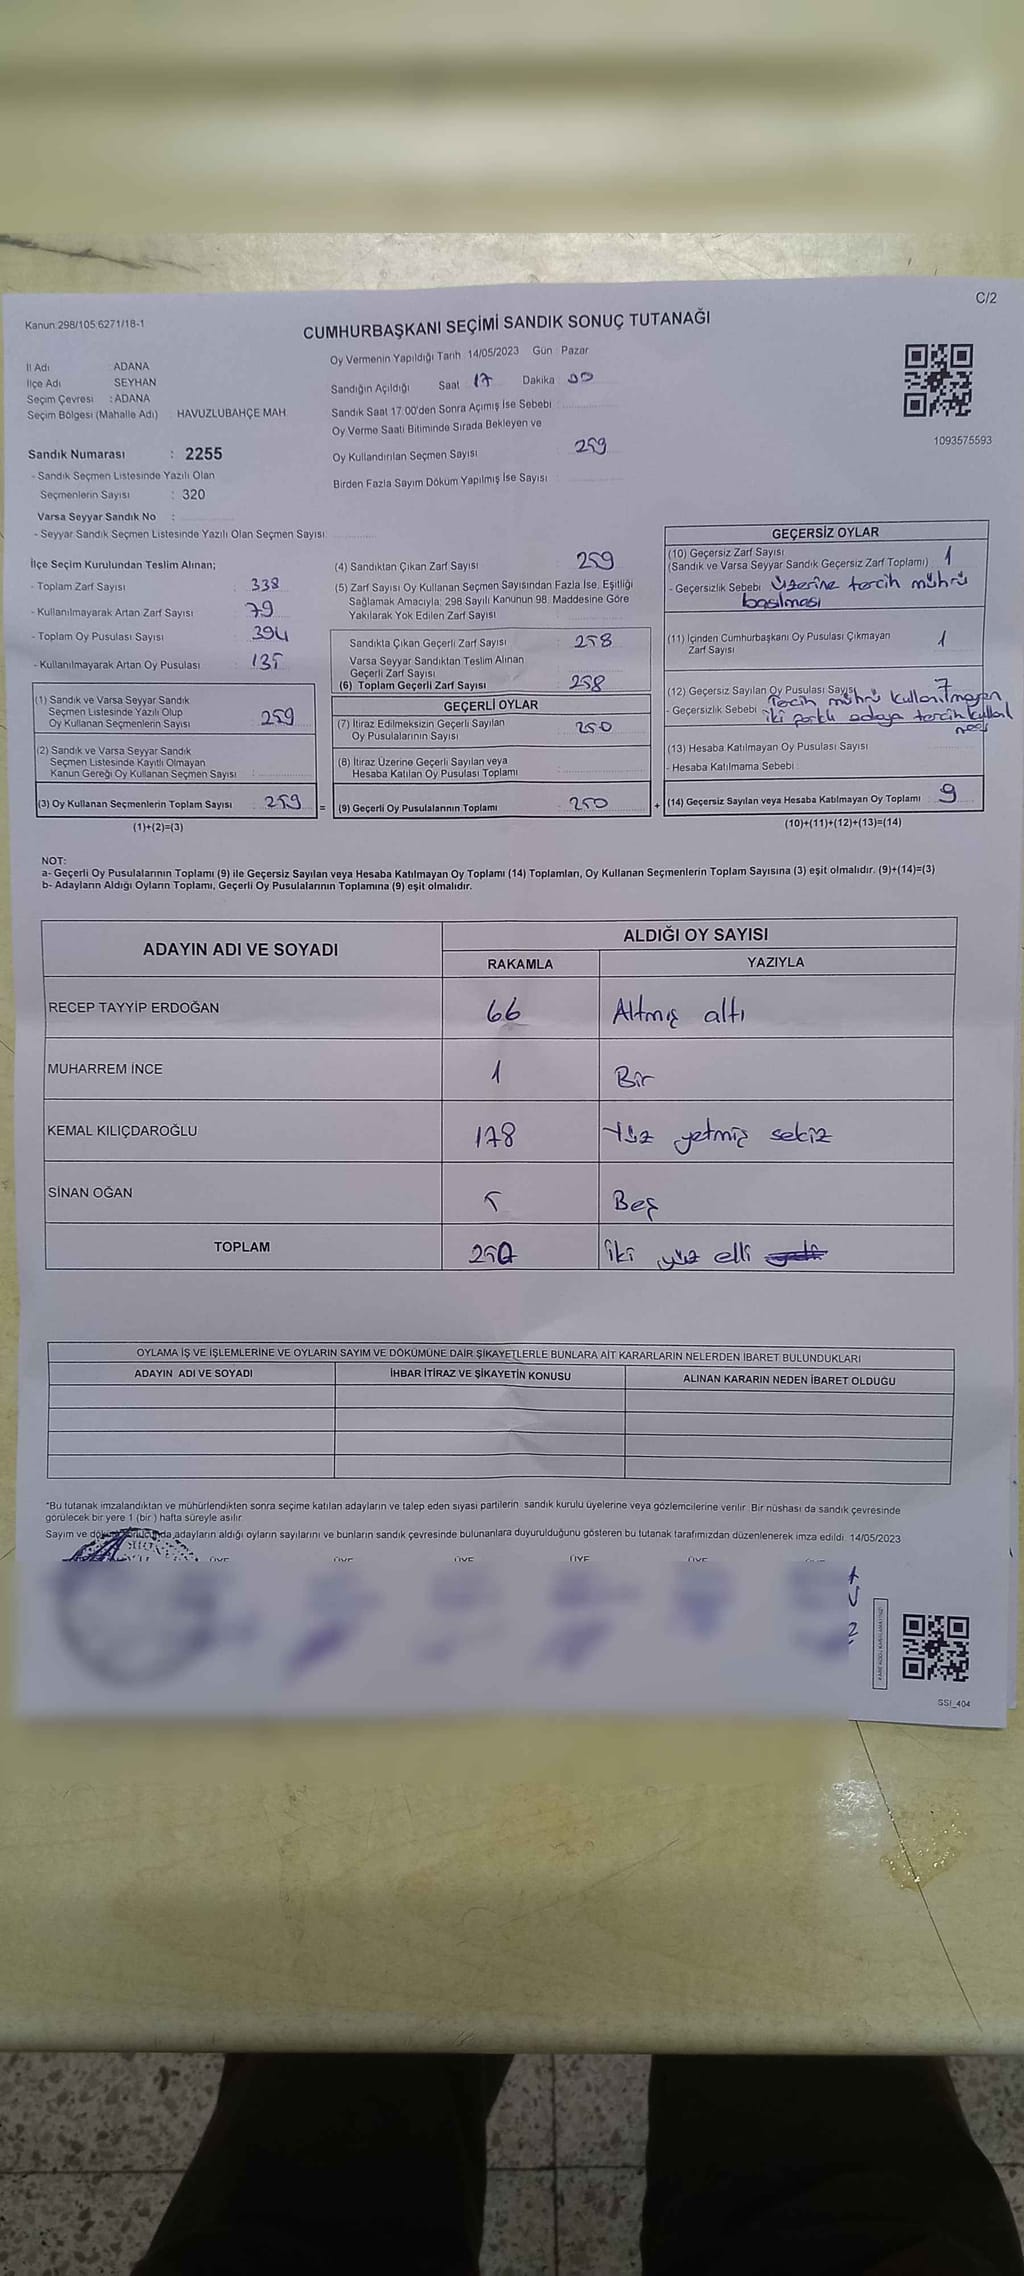 C/2
Kanun:298/105 6271/18-1
CUMHURBAŞKANI SEÇİMİ SANDIK SONUÇ TUTANAĞI
İl Adı : ADANA
İlçe Adı : SEYHAN
Seçim Çevresi : ADANA
Seçim Bölgesi (Mahalle Adı) : HAVUZLUBAHÇE MAH
Sandık Numarası : 2255
- Sandık Seçmen Listesinde Yazılı Olan
Seçmenlerin Sayısı : 320
Varsa Seyyar Sandık No :
- Seyyar Sandık Seçmen Listesinde Yazılı Olan Seçmen Sayısı:
Oy Vermenin Yapıldığı Tarih :14/05/2023 Gün : Pazar
Sandığın Açıldığı Saat : 17 Dakika : 00
Sandık Saat 17:00'den Sonra Açımış İse Sebebi :
Oy Verme Saati Bitiminde Sırada Bekleyen ve
Oy Kullandırılan Seçmen Sayısı : 259
Birden Fazla Sayım Döküm Yapılmış İse Sayısı :
1093575593
İlçe Seçim Kurulundan Teslim Alınan;
- Toplam Zarf Sayısı : 338
- Kullanılmayarak Artan Zarf Sayısı : 79
- Toplam Oy Pusulası Sayısı : 394
- Kullanılmayarak Artan Oy Pusulası : 135
(1) Sandık ve Varsa Seyyar Sandık
Seçmen Listesinde Yazılı Olup
Oy Kullanan Seçmenlerin Sayısı : 259
(2) Sandık ve Varsa Seyyar Sandık
Seçmen Listesinde Kayıtlı Olmayan
Kanun Gereği Oy Kullanan Seçmen Sayısı :
(3) Oy Kullanan Seçmenlerin Toplam Sayısı : 259 =
(1)+(2)=(3)
(4) Sandıktan Çıkan Zarf Sayısı : 259
(5) Zarf Sayısı Oy Kullanan Seçmen Sayısından Fazla İse, Eşitliği
Sağlamak Amacıyla; 298 Sayılı Kanunun 98. Maddesine Göre
Yakılarak Yok Edilen Zarf Sayısı :
Sandıkta Çıkan Geçerli Zarf Sayısı : 258
Varsa Seyyar Sandıktan Teslim Alınan
Geçerli Zarf Sayısı :
(6) Toplam Geçerli Zarf Sayısı : 258
GEÇERLİ OYLAR
(7) İtiraz Edilmeksizin Geçerli Sayılan
Oy Pusulalarının Sayısı : 250
(8) İtiraz Üzerine Geçerli Sayılan veya
Hesaba Katılan Oy Pusulası Toplamı :
(9) Geçerli Oy Pusulalarının Toplamı : 250 +
GEÇERSİZ OYLAR
(10) Geçersiz Zarf Sayısı
(Sandık ve Varsa Seyyar Sandık Geçersiz Zarf Toplamı) : 1
- Geçersizlik Sebebi : üzerine tercih mührü
basılması
(11) İçinden Cumhurbaşkanı Oy Pusulası Çıkmayan
Zarf Sayısı : 1
(12) Geçersiz Sayılan Oy Pusulası Sayısı : 7
- Geçersizlik Sebebi : Tercih mührü kullanılmayan
iki farklı adaya tercih
(13) Hesaba Katılmayan Oy Pusulası Sayısı :
- Hesaba Katılmama Sebebi :
(14) Geçersiz Sayılan veya Hesaba Katılmayan Oy Toplamı : 9
(10)+(11)+(12)+(13)=(14)
NOT:
a- Geçerli Oy Pusulalarının Toplamı (9) ile Geçersiz Sayılan veya Hesaba Katılmayan Oy Toplamı (14) Toplamları, Oy Kullanan Seçmenlerin Toplam Sayısına (3) eşit olmalıdır. (9)+(14)=(3)
b- Adayların Aldığı Oyların Toplamı, Geçerli Oy Pusulalarının Toplamına (9) eşit olmalıdır.
ADAYIN ADI VE SOYADI ALDIĞI OY SAYISI
RAKAMLA YAZIYLA
RECEP TAYYİP ERDOĞAN 66 Altmış altı
MUHARREM İNCE 1 Bir
KEMAL KILIÇDAROĞLU 178 Yüz yetmiş sekiz
SİNAN OĞAN 5 Beş
TOPLAM 250 iki yüz elli
OYLAMA İŞ VE İŞLEMLERİNE VE OYLARIN SAYIM VE DÖKÜMÜNE DAİR ŞİKAYETLERLE BUNLARA AİT KARARLARIN NELERDEN İBARET BULUNDUKLARI
ADAYIN ADI VE SOYADI İHBAR İTİRAZ VE ŞİKAYETİN KONUSU ALINAN KARARIN NEDEN İBARET OLDUĞU
*Bu tutanak imzalandıktan ve mühürlendikten sonra seçime katılan adayların ve talep eden siyasi partilerin sandık kurulu üyelerine veya gözlemcilerine verilir. Bir nüshası da sandık çevresinde
görülecek bir yere 1 (bir) hafta süreyle asılır.
Sayım ve adayların aldığı oyların sayılarını ve bunların sandık çevresinde bulunanlara duyurulduğunu gösteren bu tutanak tarafımızdan düzenlenerek imza edildi. 14/05/2023
ÜYE ÜYE ÜYE ÜYE ÜYE
SSI_404